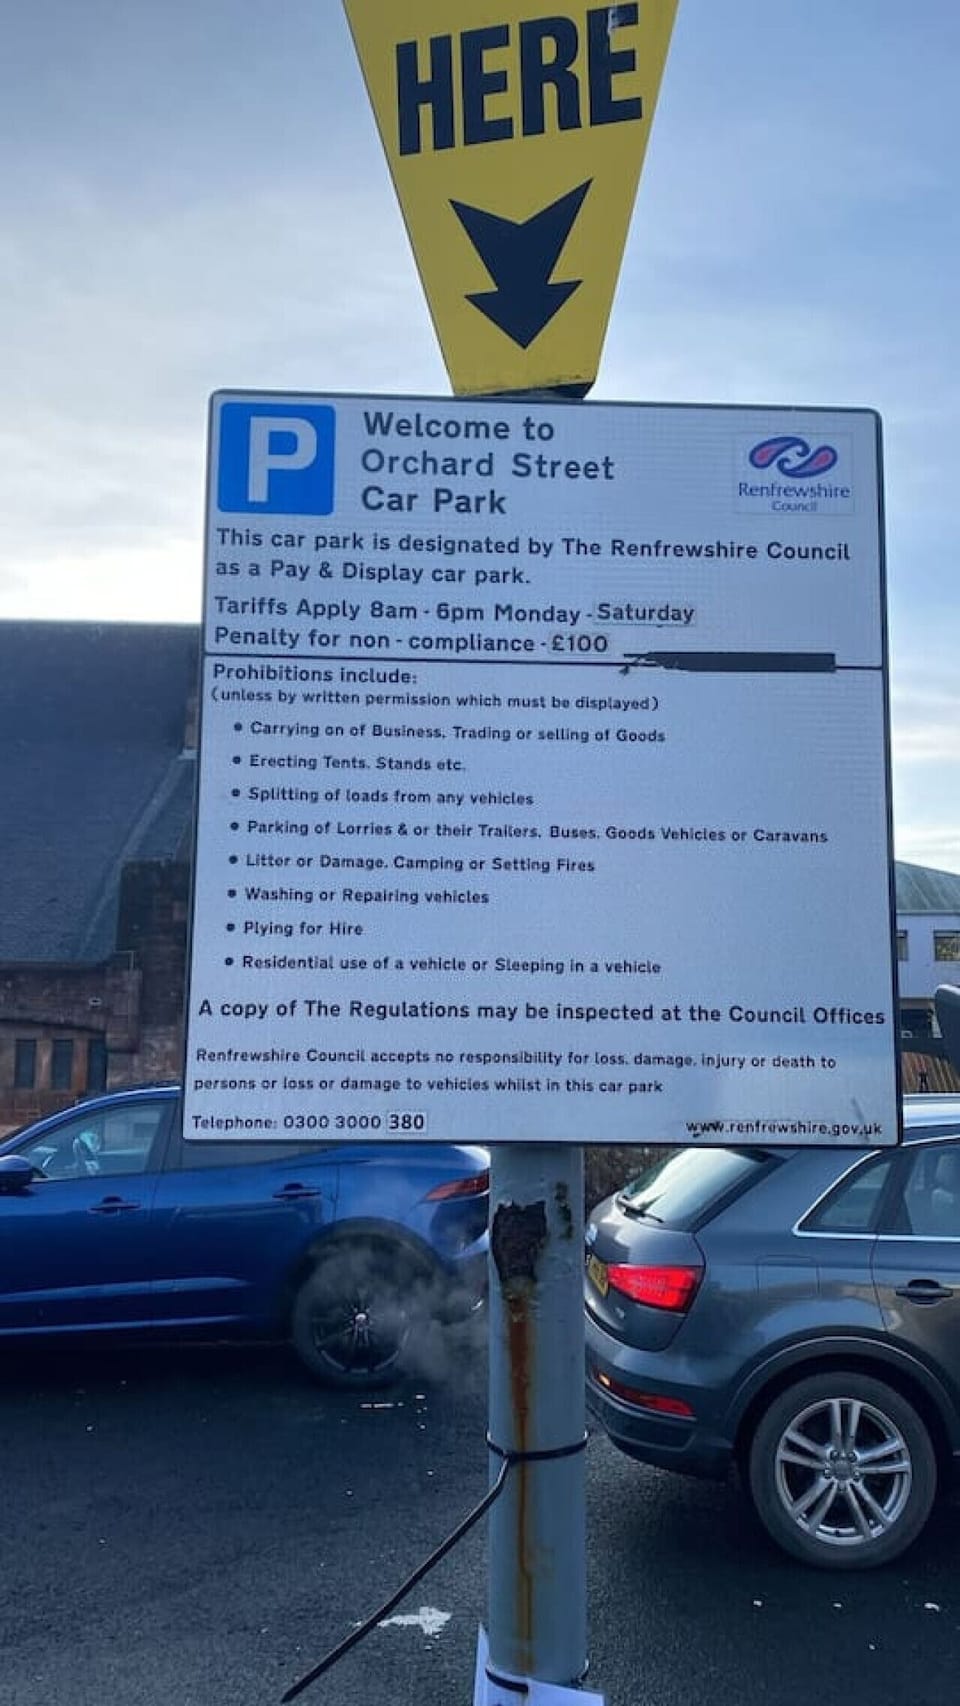 HERE
P
Welcome to
Orchard Street
Car Park
Renfrewshire
Council
This car park is designated by The Renfrewshire Council
as a Pay & Display car park.
Tariffs Apply 8am - 6pm Monday - Saturday
Penalty for non - compliance - £100
Prohibitions include:
(unless by written permission which must be displayed)
• Carrying on of Business, Trading or selling of Goods
• Erecting Tents, Stands etc.
• Splitting of loads from any vehicles
• Parking of Lorries & or their Trailers, Buses, Goods Vehicles or Caravans
• Litter or Damage, Camping or Setting Fires
• Washing or Repairing vehicles
• Plying for Hire
• Residential use of a vehicle or Sleeping in a vehicle
A copy of The Regulations may be inspected at the Council Offices
Renfrewshire Council accepts no responsibility for loss, damage, injury or death to
persons or loss or damage to vehicles whilst in this car park
Telephone: 0300 3000 380
www.renfrewshire.gov.uk